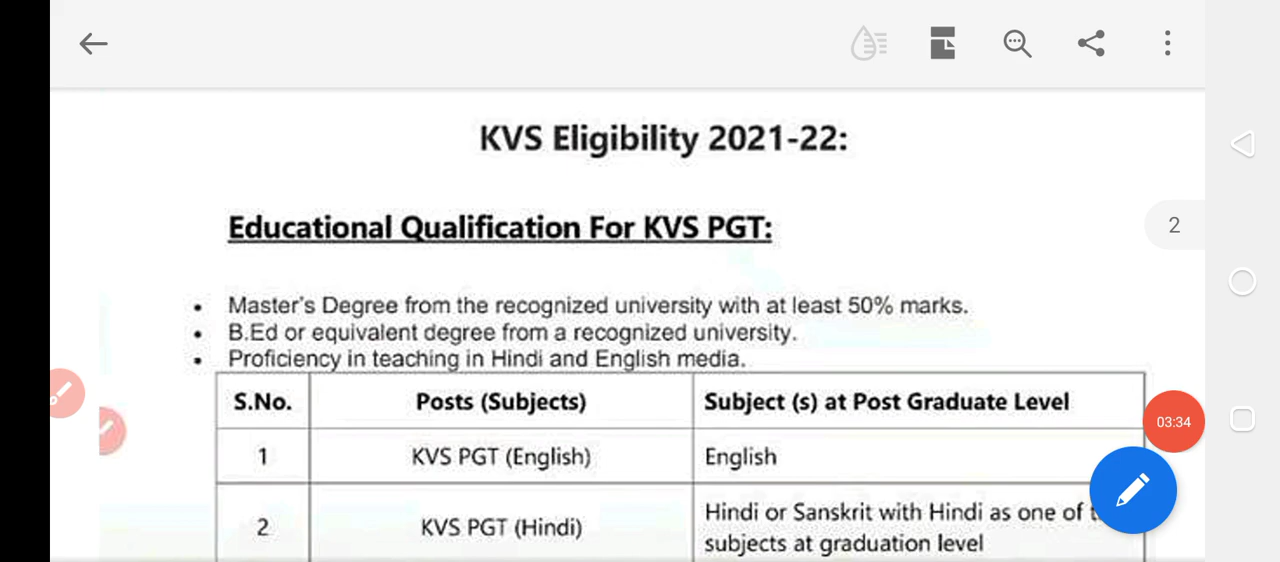 KVS Eligibility 2021-22:
Educational Qualification For KVS PGT:
2
• Master's Degree from the recognized university with at least 50% marks.
• B.Ed or equivalent degree from a recognized university.
• Proficiency in teaching in Hindi and English media.
S.No. Posts (Subjects) Subject (s) at Post Graduate Level
03:34
1 KVS PGT (English) English
2 KVS PGT (Hindi) Hindi or Sanskrit with Hindi as one of
subjects at graduation level